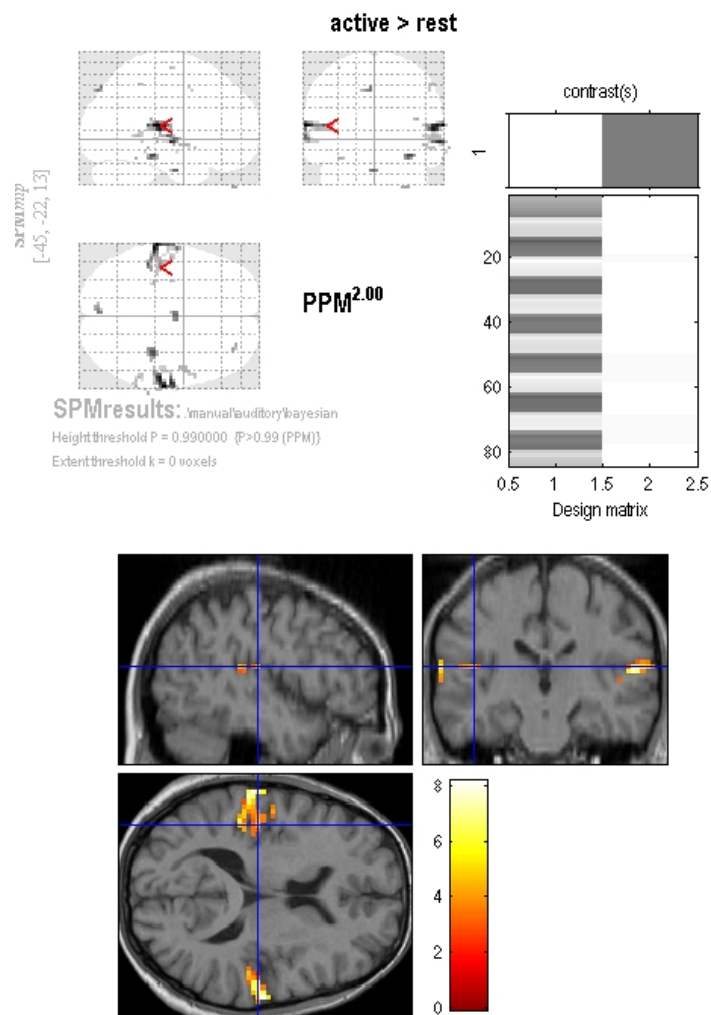 active > rest
SPMmip
[-45, -22, 13]
PPM2.00
SPMresults: .\manual\auditory\bayesian
Height threshold P = 0.990000 {P>0.99 (PPM)}
Extent threshold k = 0 voxels
contrast(s)
1
20
40
60
80
0.5 1 1.5 2 2.5
Design matrix
8
6
4
2
0